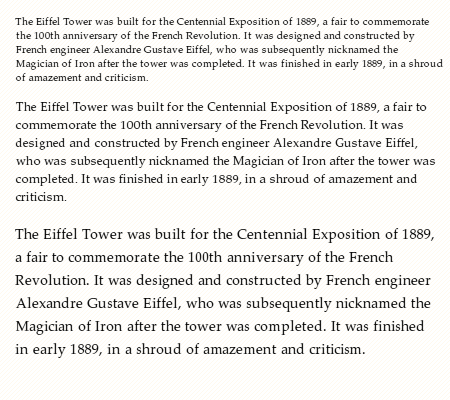 The Eiffel Tower was built for the Centennial Exposition of 1889, a fair to commemorate
the 100th anniversary of the French Revolution. It was designed and constructed by
French engineer Alexandre Gustave Eiffel, who was subsequently nicknamed the
Magician of Iron after the tower was completed. It was finished in early 1889, in a shroud
of amazement and criticism.
The Eiffel Tower was built for the Centennial Exposition of 1889, a fair to
commemorate the 100th anniversary of the French Revolution. It was
designed and constructed by French engineer Alexandre Gustave Eiffel,
who was subsequently nicknamed the Magician of Iron after the tower was
completed. It was finished in early 1889, in a shroud of amazement and
criticism.
The Eiffel Tower was built for the Centennial Exposition of 1889,
a fair to commemorate the 100th anniversary of the French
Revolution. It was designed and constructed by French engineer
Alexandre Gustave Eiffel, who was subsequently nicknamed the
Magician of Iron after the tower was completed. It was finished
in early 1889, in a shroud of amazement and criticism.